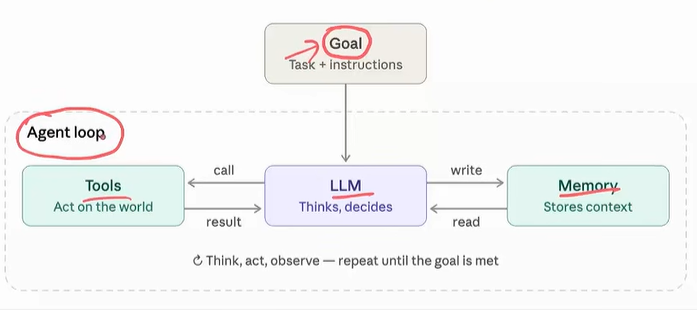 Goal
Task + instructions
Agent loop
Tools
Act on the world
call
result
LLM
Thinks, decides
write
read
Memory
Stores context
↻ Think, act, observe — repeat until the goal is met